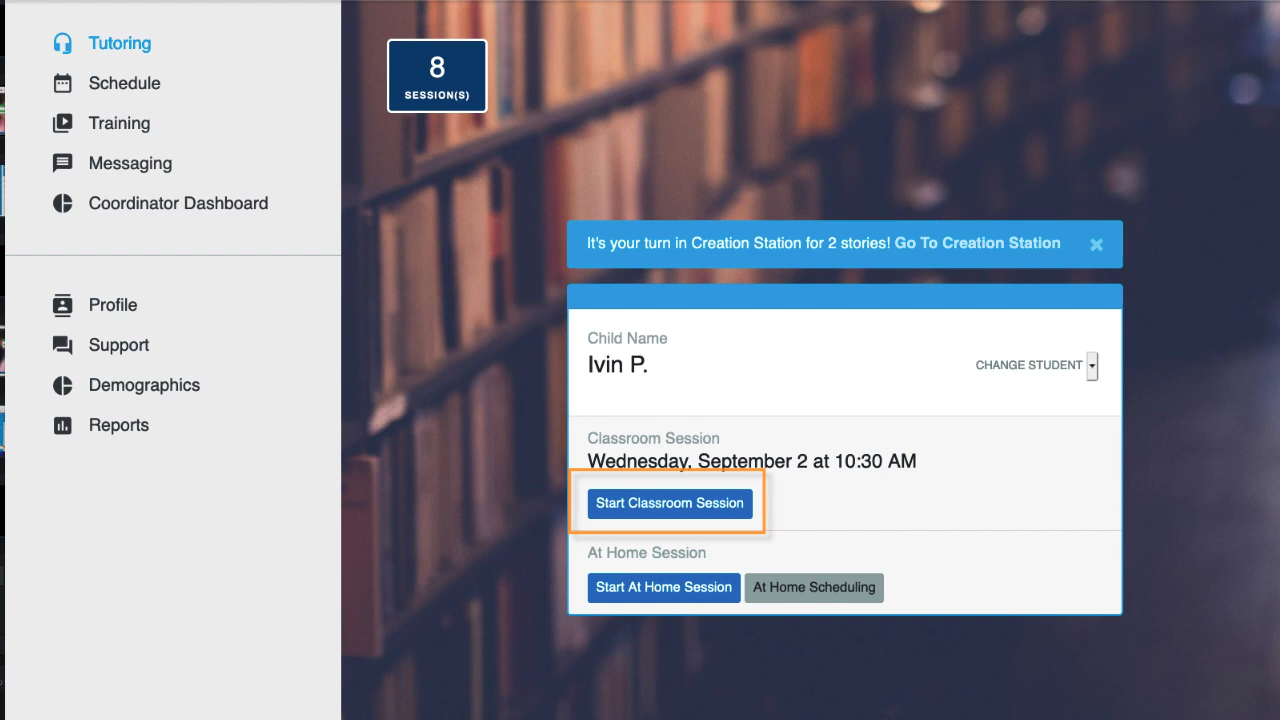 Tutoring
Schedule
Training
Messaging
Coordinator Dashboard
Profile
Support
Demographics
Reports
8
SESSION(S)
It's your turn in Creation Station for 2 stories! Go To Creation Station ×
Child Name
Ivin P.
CHANGE STUDENT
Classroom Session
Wednesday, September 2 at 10:30 AM
Start Classroom Session
At Home Session
Start At Home Session At Home Scheduling